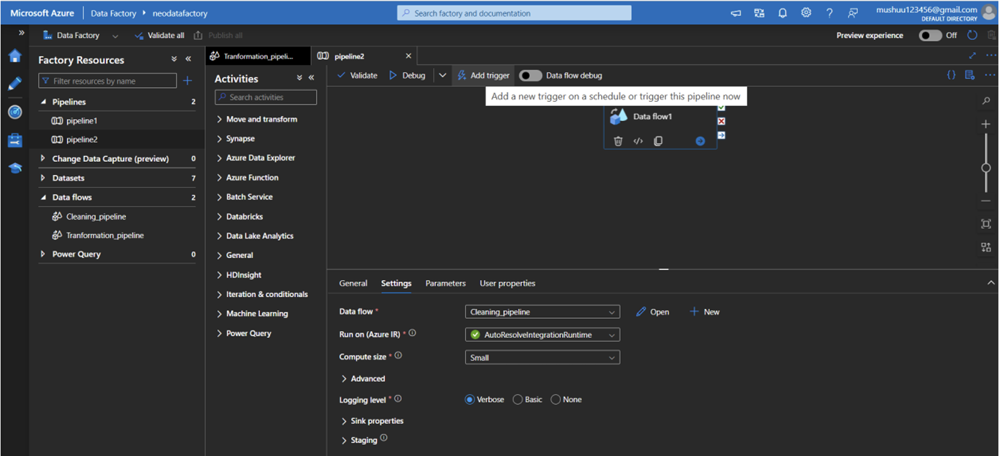 Microsoft Azure
Data Factory
neodatafactory
Search factory and documentation
mushuu123456@gmail.com
DEFAULT DIRECTORY
Data Factory
Validate all
Publish all
Preview experience
Off
Factory Resources
Filter resources by name
Pipelines 2
pipeline1
pipeline2
Change Data Capture (preview) 0
Datasets 7
Data flows 2
Cleaning_pipeline
Tranformation_pipeline
Power Query 0
Tranformation_pipeli...
pipeline2
Activities
Search activities
Move and transform
Synapse
Azure Data Explorer
Azure Function
Batch Service
Databricks
Data Lake Analytics
General
HDInsight
Iteration & conditionals
Machine Learning
Power Query
Validate
Debug
Add trigger
Data flow debug
Add a new trigger on a schedule or trigger this pipeline now
Data flow1
General
Settings
Parameters
User properties
Data flow *
Cleaning_pipeline
Open
New
Run on (Azure IR) *
AutoResolveIntegrationRuntime
Compute size *
Small
Advanced
Logging level *
Verbose
Basic
None
Sink properties
Staging